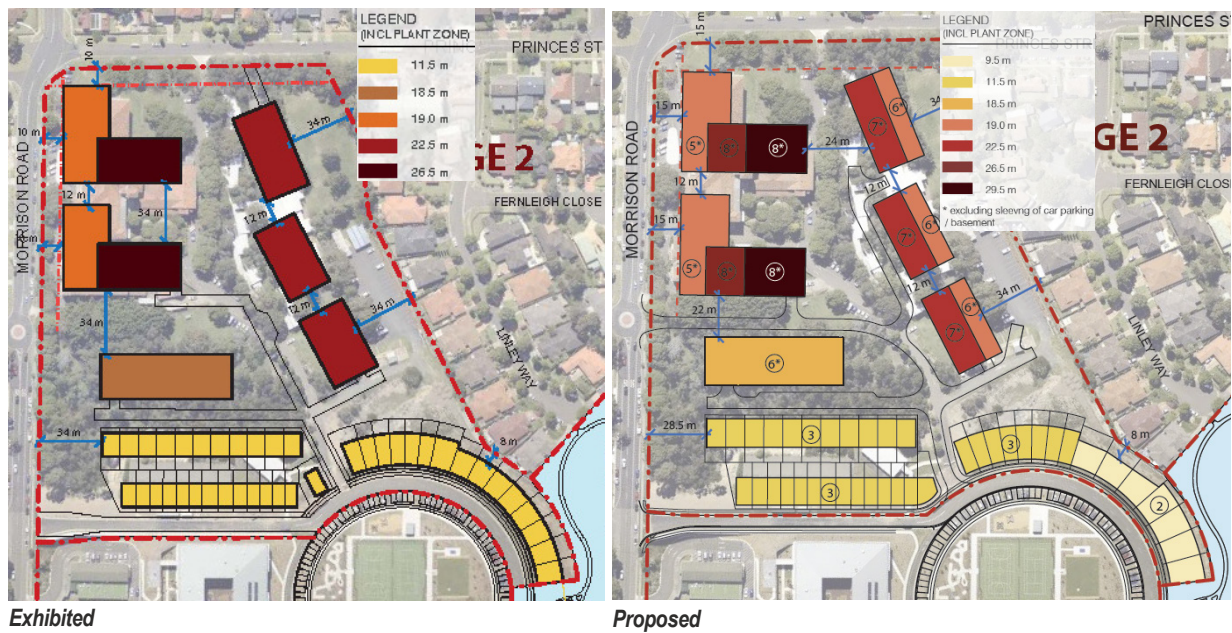 LEGEND
(INCL PLANT ZONE)
11.5 m
18.5 m
19.0 m
22.5 m
26.5 m
PRINCES ST
10 m
10 m
MORRISON ROAD
34 m
GE 2
12 m
34 m
12 m
FERNLEIGH CLOSE
34 m
12 m
34 m
LINLEY WAY
34 m
8 m
Exhibited
LEGEND
(INCL PLANT ZONE)
9.5 m
11.5 m
18.5 m
19.0 m
22.5 m
26.5 m
29.5 m
* excluding sleevng of car parking
/ basement
PRINCES S
15 m
15 m
MORRISON ROAD
5*
8*
8*
24 m
7*
6*
34
GE 2
12 m
12 m
FERNLEIGH CLOSE
15 m
5*
8*
8*
7*
6*
12 m
22 m
7*
6*
34 m
LINLEY WAY
6*
28.5 m
3
3
3
8 m
2
Proposed